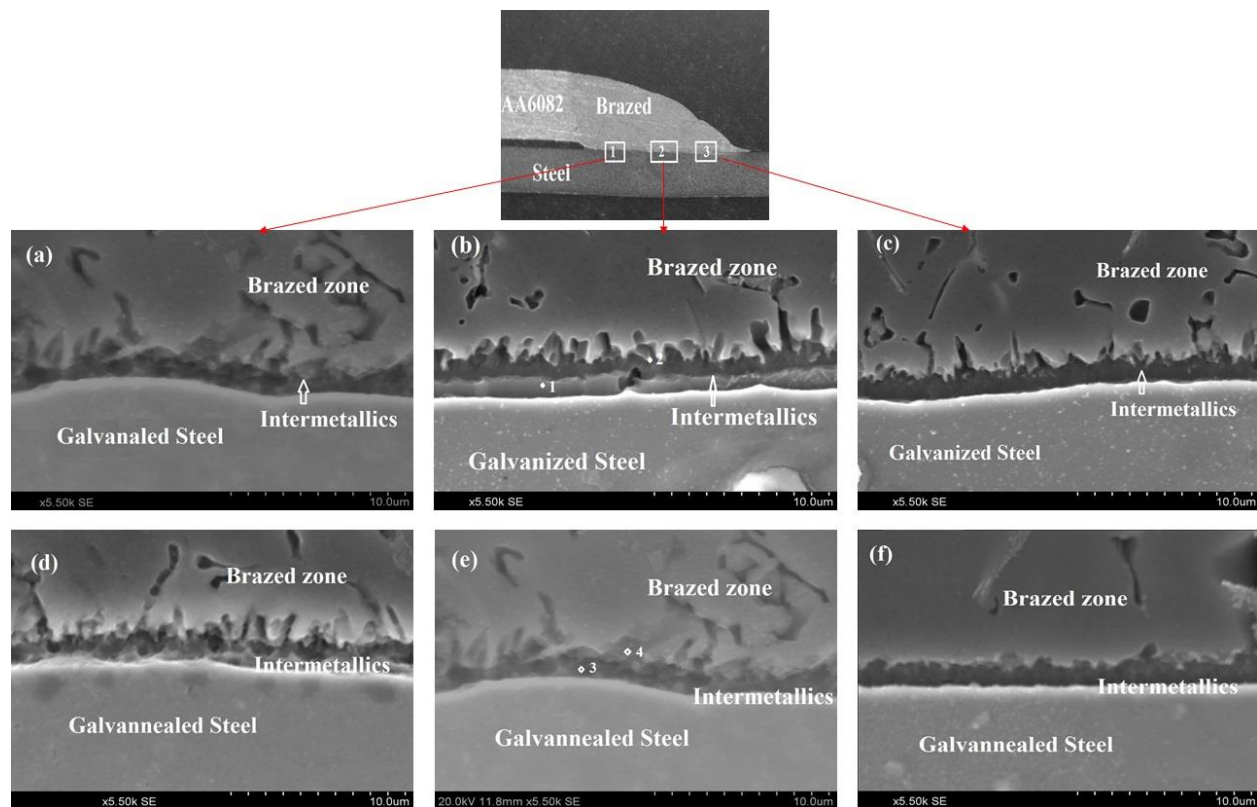 AA6082 Brazed
1 2 3
Steel
(a)
Brazed zone
Intermetallics
Galvanaled Steel
x5.50k SE 10.0um
(b)
Brazed zone
2
1
Intermetallics
Galvanized Steel
x5.50k SE 10.0um
(c)
Brazed zone
Intermetallics
Galvanized Steel
x5.50k SE 10.0um
(d)
Brazed zone
Intermetallics
Galvannealed Steel
x5.50k SE 10.0um
(e)
Brazed zone
4
3
Intermetallics
Galvannealed Steel
20.0kV 11.8mm x5.50k SE 10.0um
(f)
Brazed zone
Intermetallics
Galvannealed Steel
x5.50k SE 10.0um